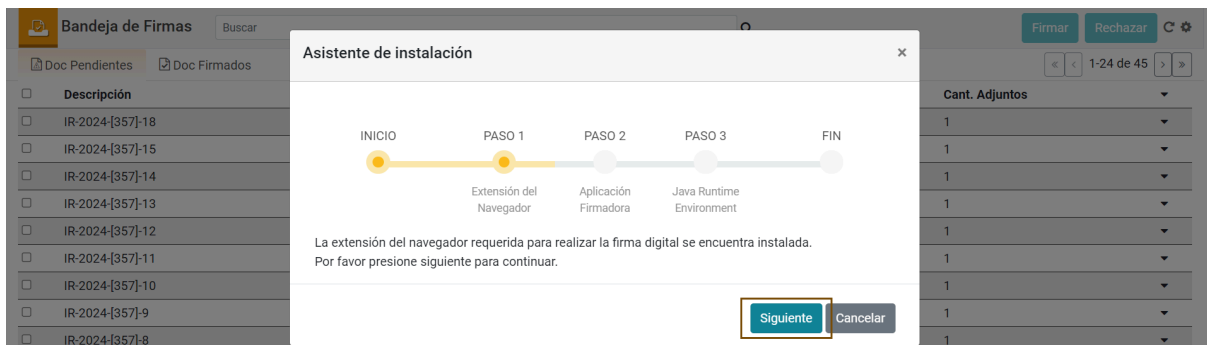 Bandeja de Firmas
Buscar
Firmar
Rechazar
Doc Pendientes
Doc Firmados
1-24 de 45
Descripción
Cant. Adjuntos
IR-2024-[357]-18
1
IR-2024-[357]-15
1
IR-2024-[357]-14
1
IR-2024-[357]-13
1
IR-2024-[357]-12
1
IR-2024-[357]-11
1
IR-2024-[357]-10
1
IR-2024-[357]-9
1
IR-2024-[357]-8
1
Asistente de instalación
×
INICIO
PASO 1
PASO 2
PASO 3
FIN
Extensión del
Navegador
Aplicación
Firmadora
Java Runtime
Environment
La extensión del navegador requerida para realizar la firma digital se encuentra instalada.
Por favor presione siguiente para continuar.
Siguiente
Cancelar